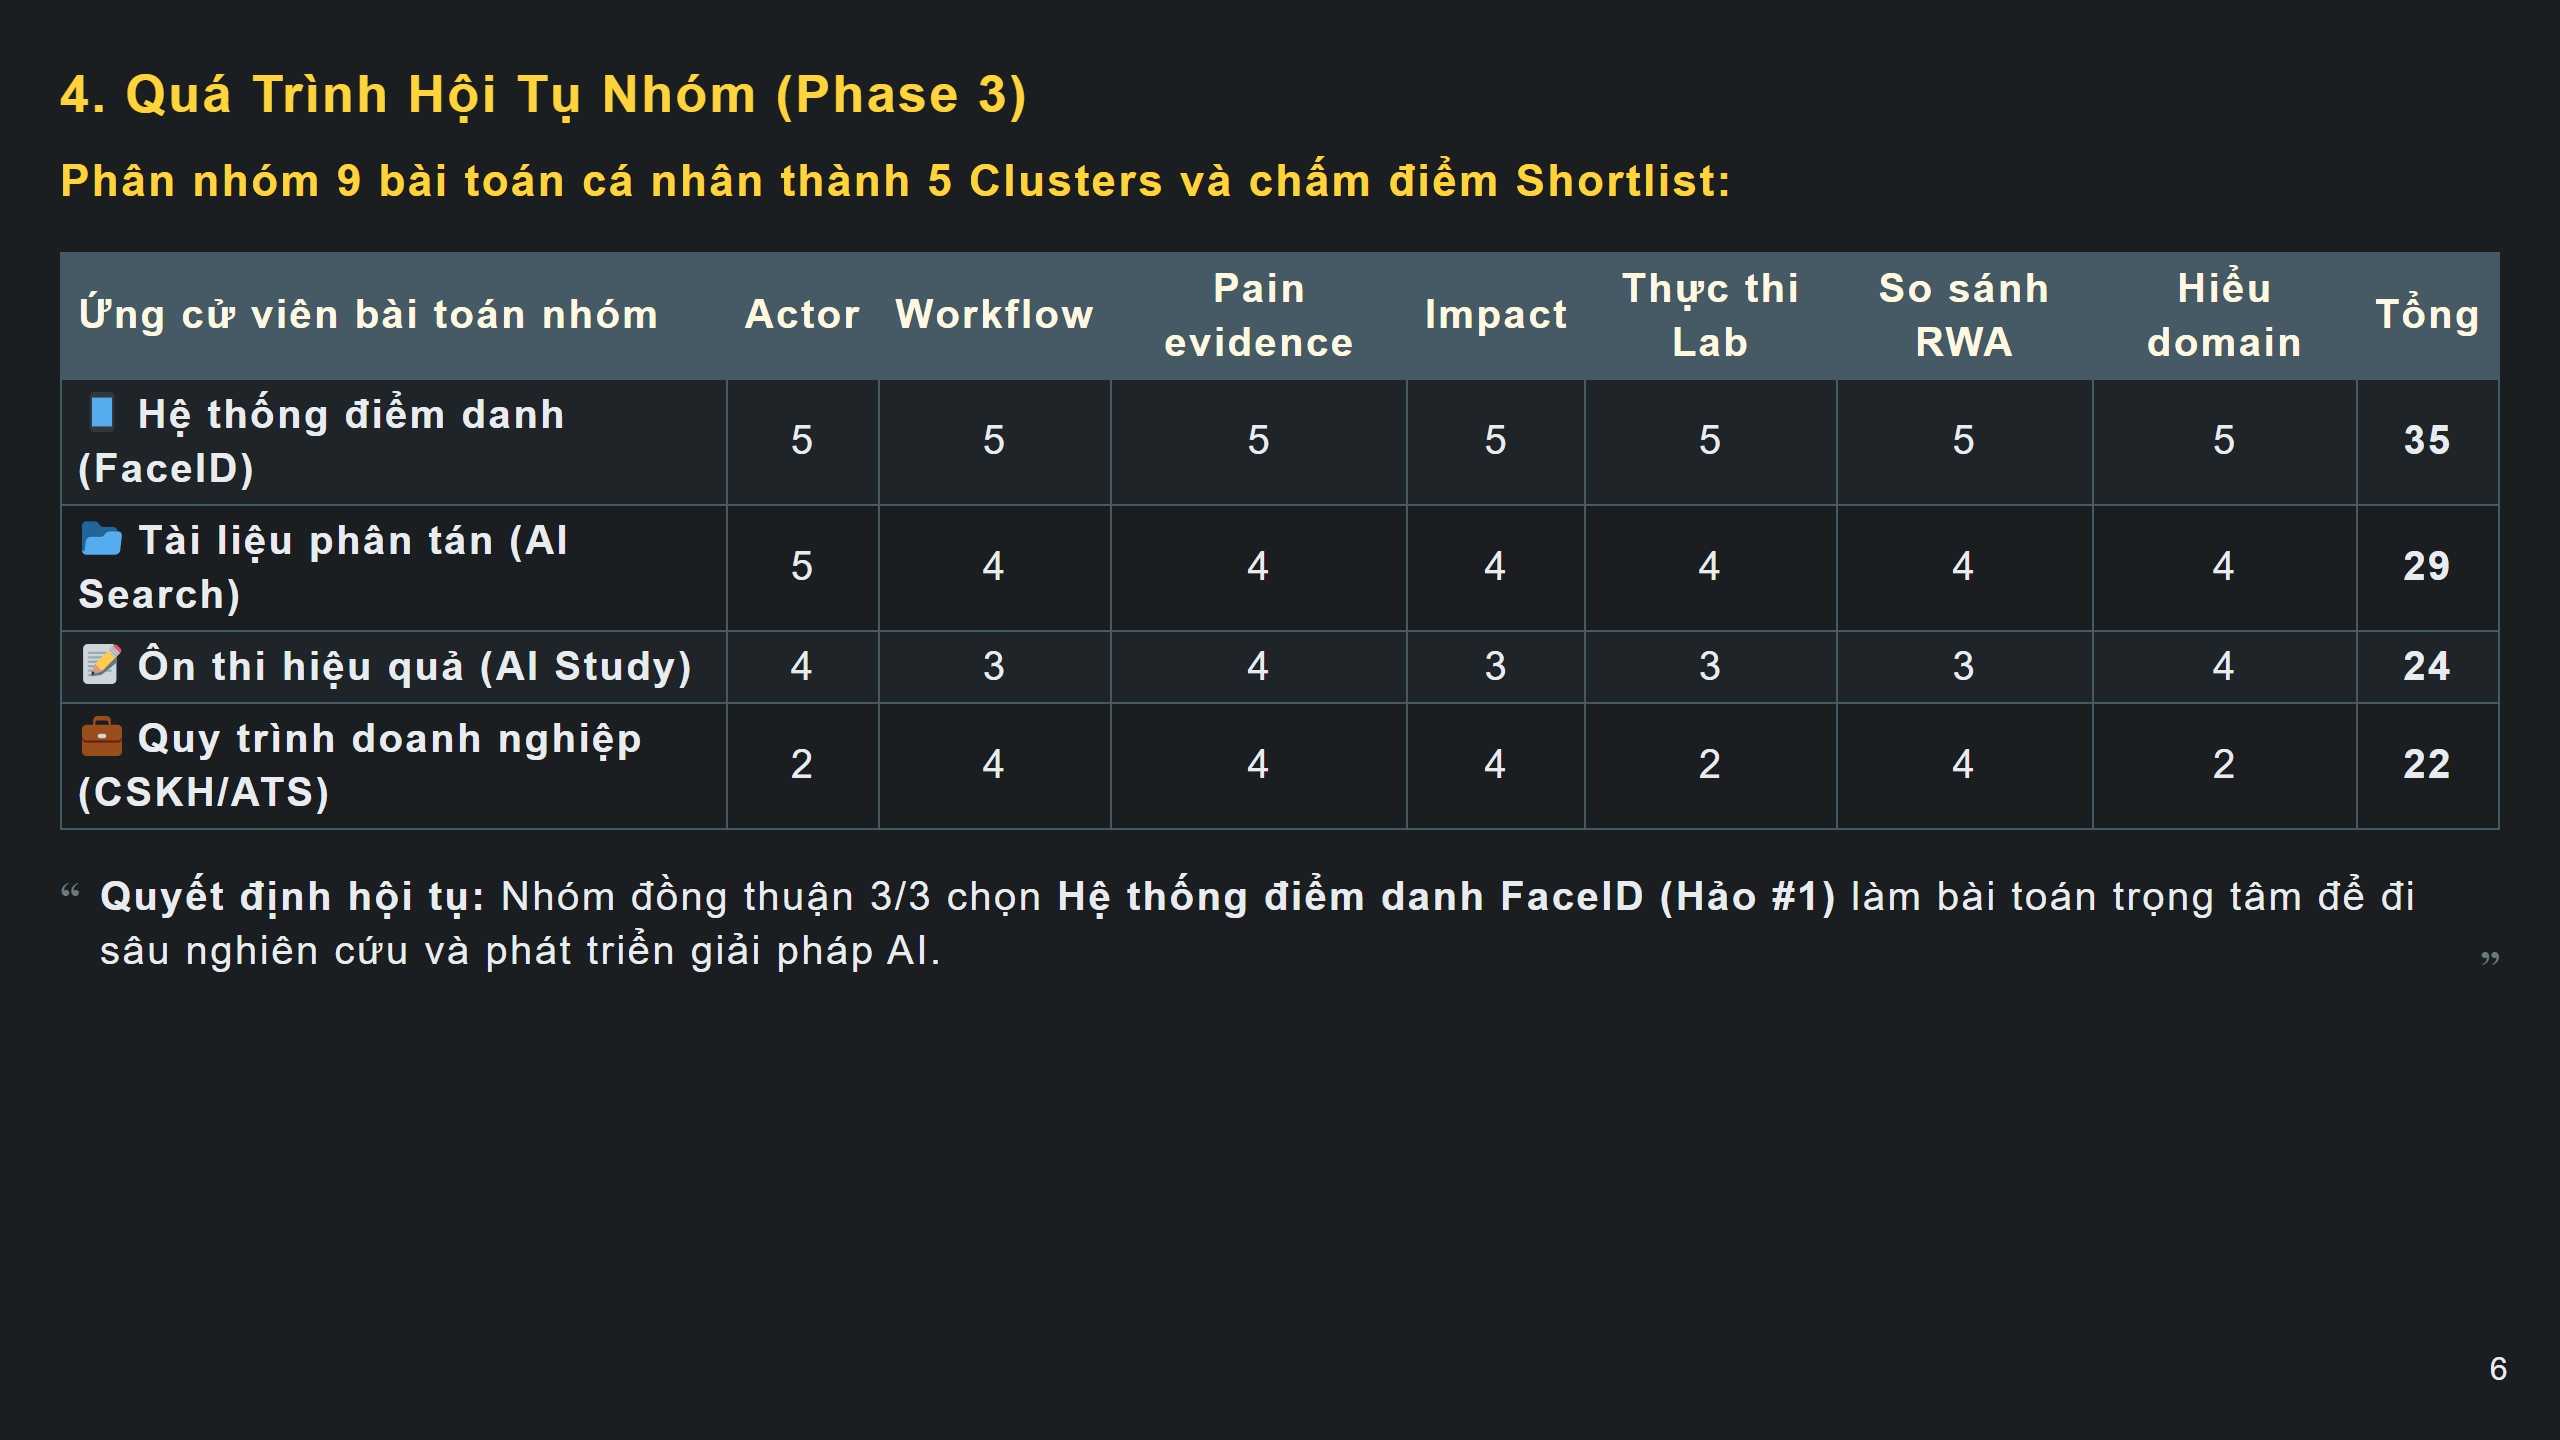 4. Quá Trình Hội Tụ Nhóm (Phase 3)
Phân nhóm 9 bài toán cá nhân thành 5 Clusters và chấm điểm Shortlist:
Ứng cử viên bài toán nhóm Actor Workflow Pain evidence Impact Thực thi Lab So sánh RWA Hiểu domain Tổng
Hệ thống điểm danh (FaceID) 5 5 5 5 5 5 5 35
Tài liệu phân tán (AI Search) 5 4 4 4 4 4 4 29
Ôn thi hiệu quả (AI Study) 4 3 4 3 3 3 4 24
Quy trình doanh nghiệp (CSKH/ATS) 2 4 4 4 2 4 2 22
“ Quyết định hội tụ: Nhóm đồng thuận 3/3 chọn Hệ thống điểm danh FaceID (Hảo #1) làm bài toán trọng tâm để đi
sâu nghiên cứu và phát triển giải pháp AI. ”
6